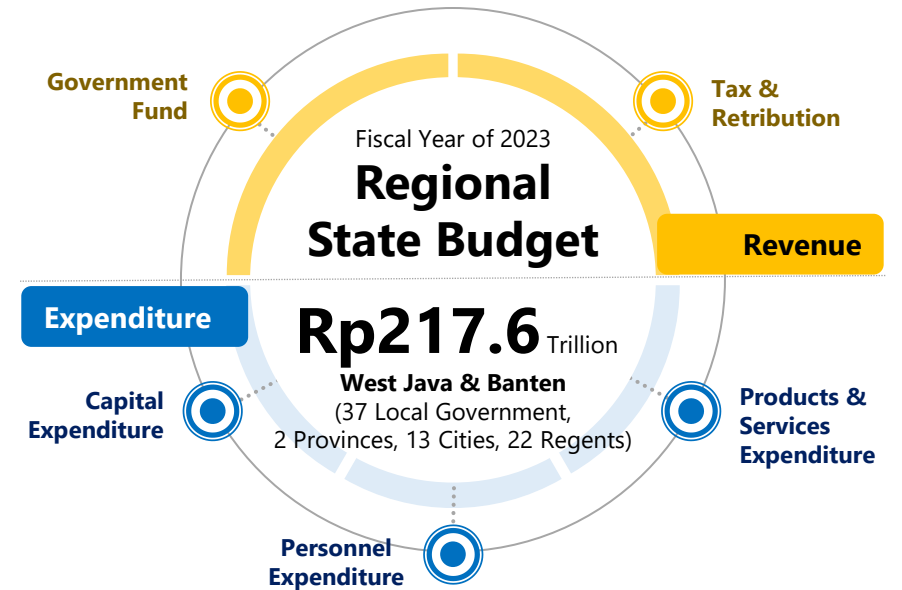 Government
Fund
Tax &
Retribution
Fiscal Year of 2023
Regional
State Budget
Revenue
Expenditure
Rp217.6 Trillion
West Java & Banten
(37 Local Government,
2 Provinces, 13 Cities, 22 Regents)
Capital
Expenditure
Products &
Services
Expenditure
Personnel
Expenditure